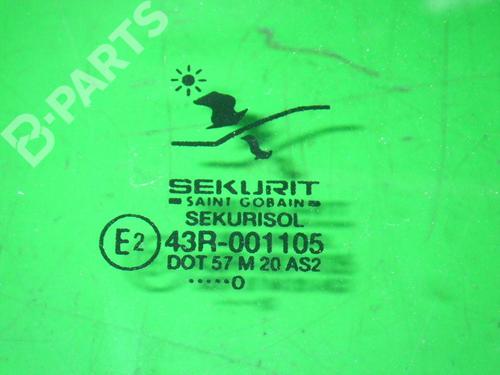 B-PARTS
SEKURIT
SAINT GOBAIN
SEKURISOL
E2 43R-001105
DOT 57 M 20 AS2
·····0